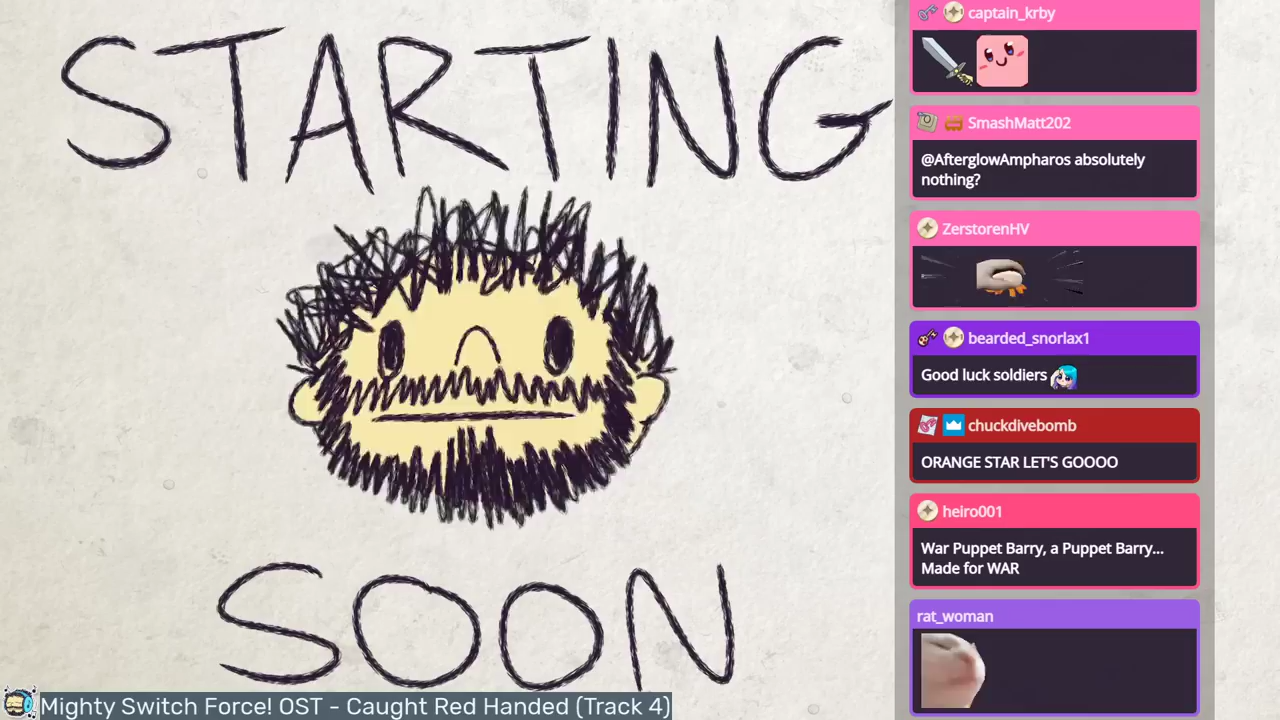 STARTING
SOON
Mighty Switch Force! OST - Caught Red Handed (Track 4)
captain_krby
SmashMatt202
@AfterglowAmpharos absolutely
nothing?
ZerstorenHV
bearded_snorlax1
Good luck soldiers
chuckdivebomb
ORANGE STAR LET'S GOOOO
heiro001
War Puppet Barry, a Puppet Barry...
Made for WAR
rat_woman